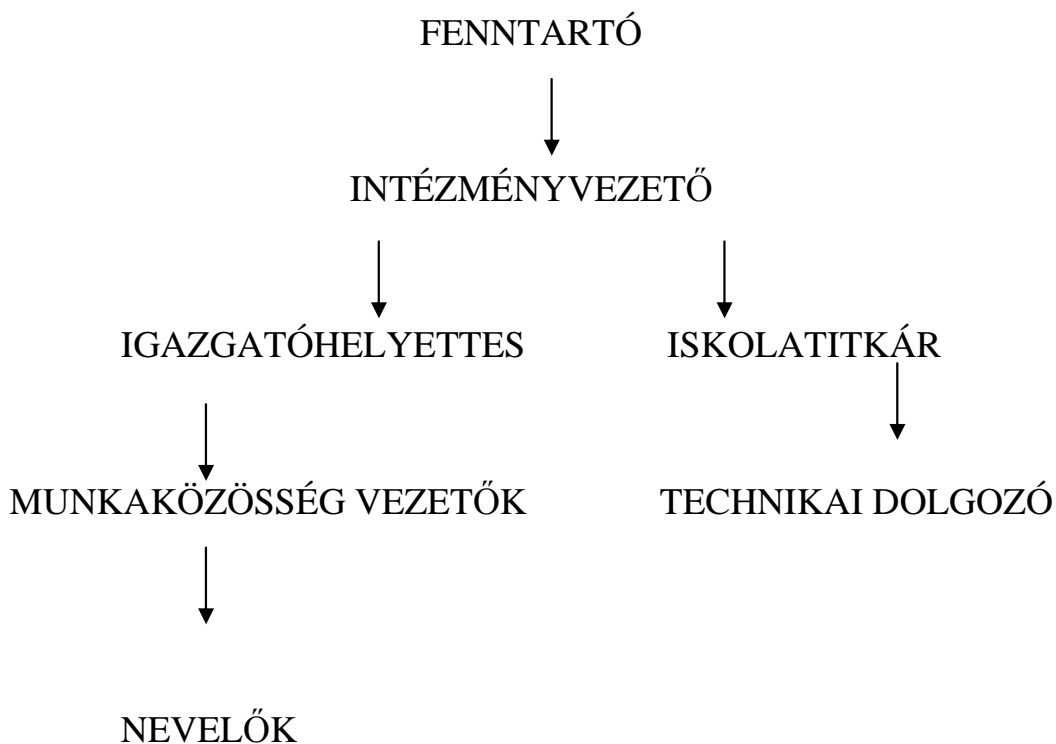 FENNTARTÓ
INTÉZMÉNYVEZETŐ
IGAZGATÓHELYETTES ISKOLATITKÁR
MUNKAKÖZÖSSÉG VEZETŐK TECHNIKAI DOLGOZÓ
NEVELŐK